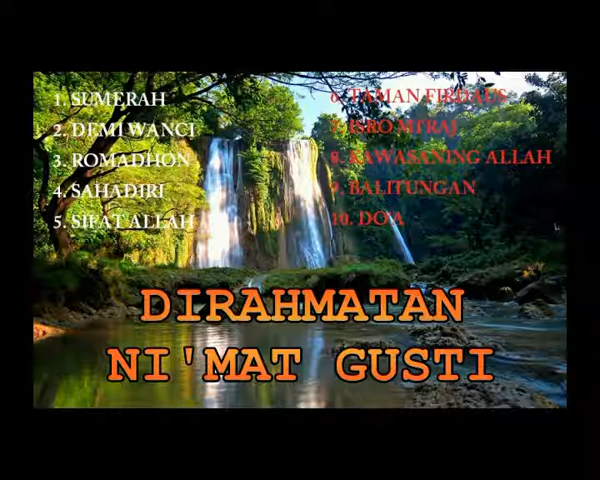 1. SUMERAH
2. DEMI WANCI
3. ROMADHON
4. SAHADIRI
5. SIFAT ALLAH
6. TAMAN FIRDAUS
7. ISRO MI'RAJ
8. KAWASANING ALLAH
9. BALITUNGAN
10. DO'A
DIRAHMATAN
NI'MAT GUSTI